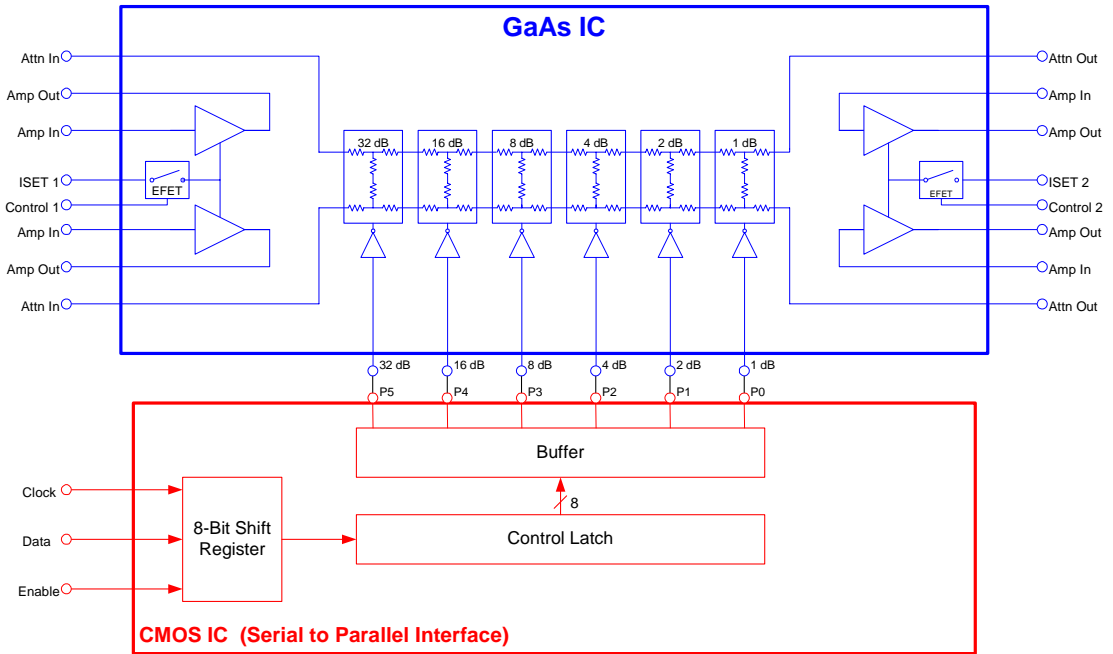 GaAs IC
Attn In
Attn Out
Amp Out
Amp In
Amp In
Amp Out
32 dB
16 dB
8 dB
4 dB
2 dB
1 dB
ISET 1
EFET
EFET
ISET 2
Control 1
Control 2
Amp In
Amp Out
Amp Out
Amp In
Attn In
Attn Out
32 dB
16 dB
8 dB
4 dB
2 dB
1 dB
P5
P4
P3
P2
P1
P0
Buffer
Clock
8
8-Bit Shift
Register
Control Latch
Data
Enable
CMOS IC (Serial to Parallel Interface)